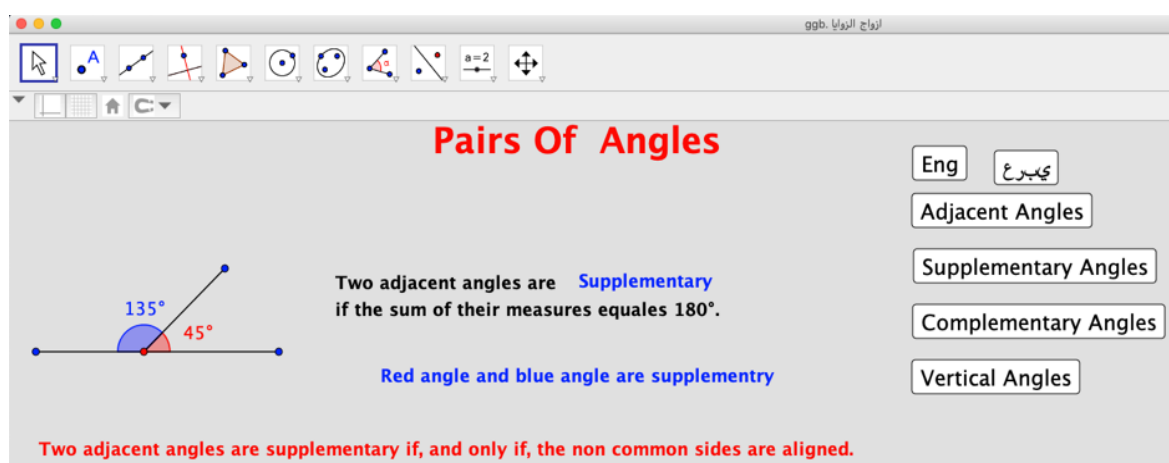 ازواج الزوايا .ggb
A
a=2
Pairs Of Angles
Eng
يبرع
Adjacent Angles
Two adjacent angles are Supplementary
if the sum of their measures equales 180°.
Supplementary Angles
135°
45°
Complementary Angles
Red angle and blue angle are supplementry
Vertical Angles
Two adjacent angles are supplementary if, and only if, the non common sides are aligned.